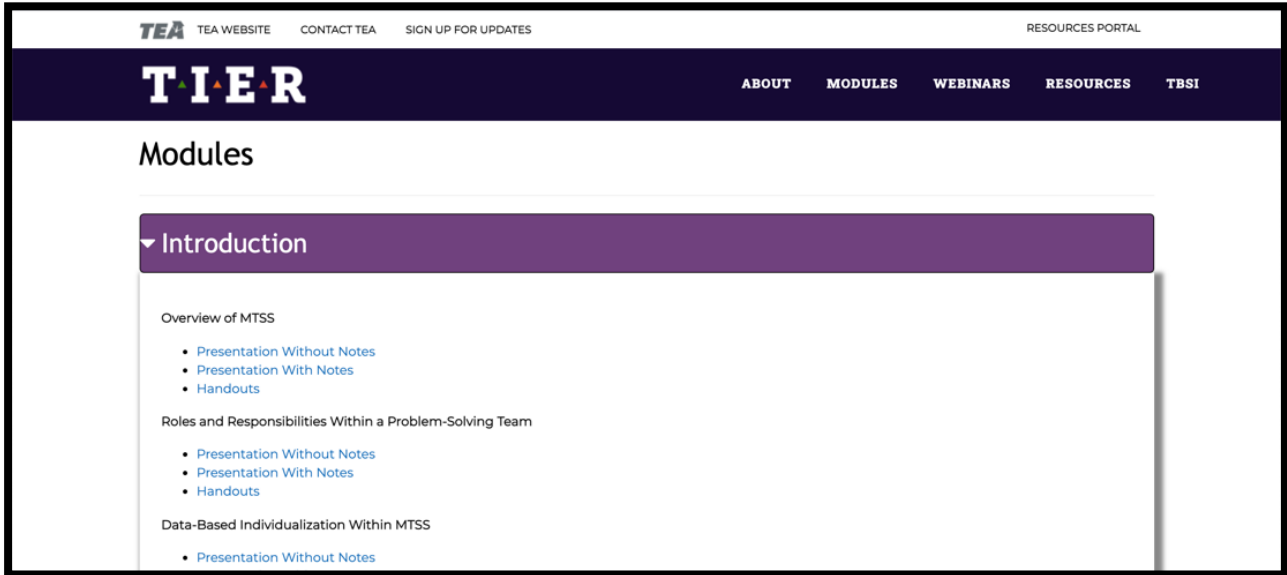 TEA TEA WEBSITE CONTACT TEA SIGN UP FOR UPDATES RESOURCES PORTAL
T·I·E·R ABOUT MODULES WEBINARS RESOURCES TBSI
Modules
Introduction
Overview of MTSS
• Presentation Without Notes
• Presentation With Notes
• Handouts
Roles and Responsibilities Within a Problem-Solving Team
• Presentation Without Notes
• Presentation With Notes
• Handouts
Data-Based Individualization Within MTSS
• Presentation Without Notes